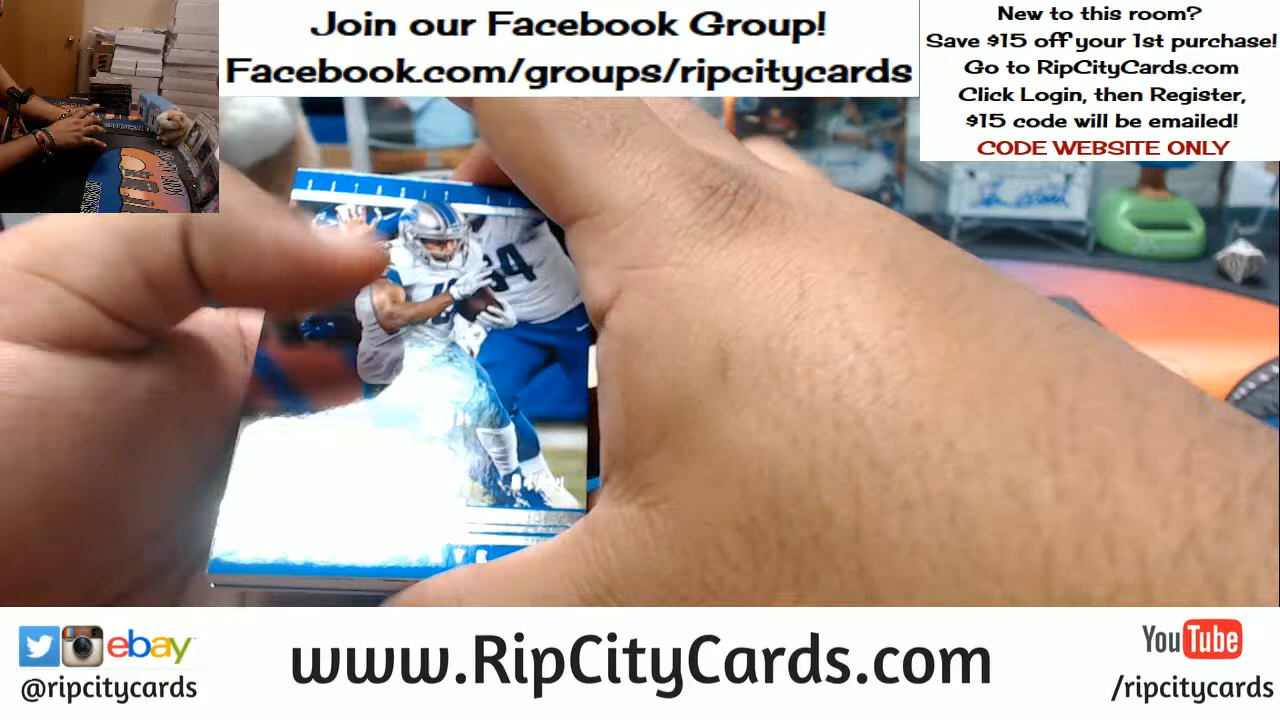 Join our Facebook Group!
Facebook.com/groups/ripcitycards
New to this room?
Save $15 off your 1st purchase!
Go to RipCityCards.com
Click Login, then Register,
$15 code will be emailed!
CODE WEBSITE ONLY
ebay
@ripcitycards
www.RipCityCards.com
YouTube
/ripcitycards